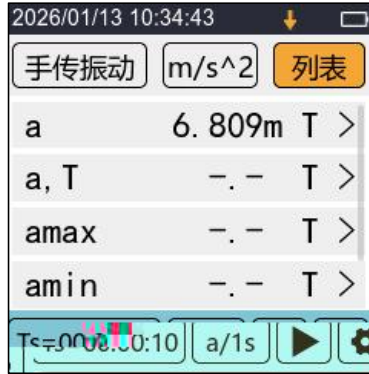 2026/01/13 10:34:43
手传振动 m/s^2 列表
a 6.809m T >
a,T -.- T >
amax -.- T >
amin -.- T >
a/1s